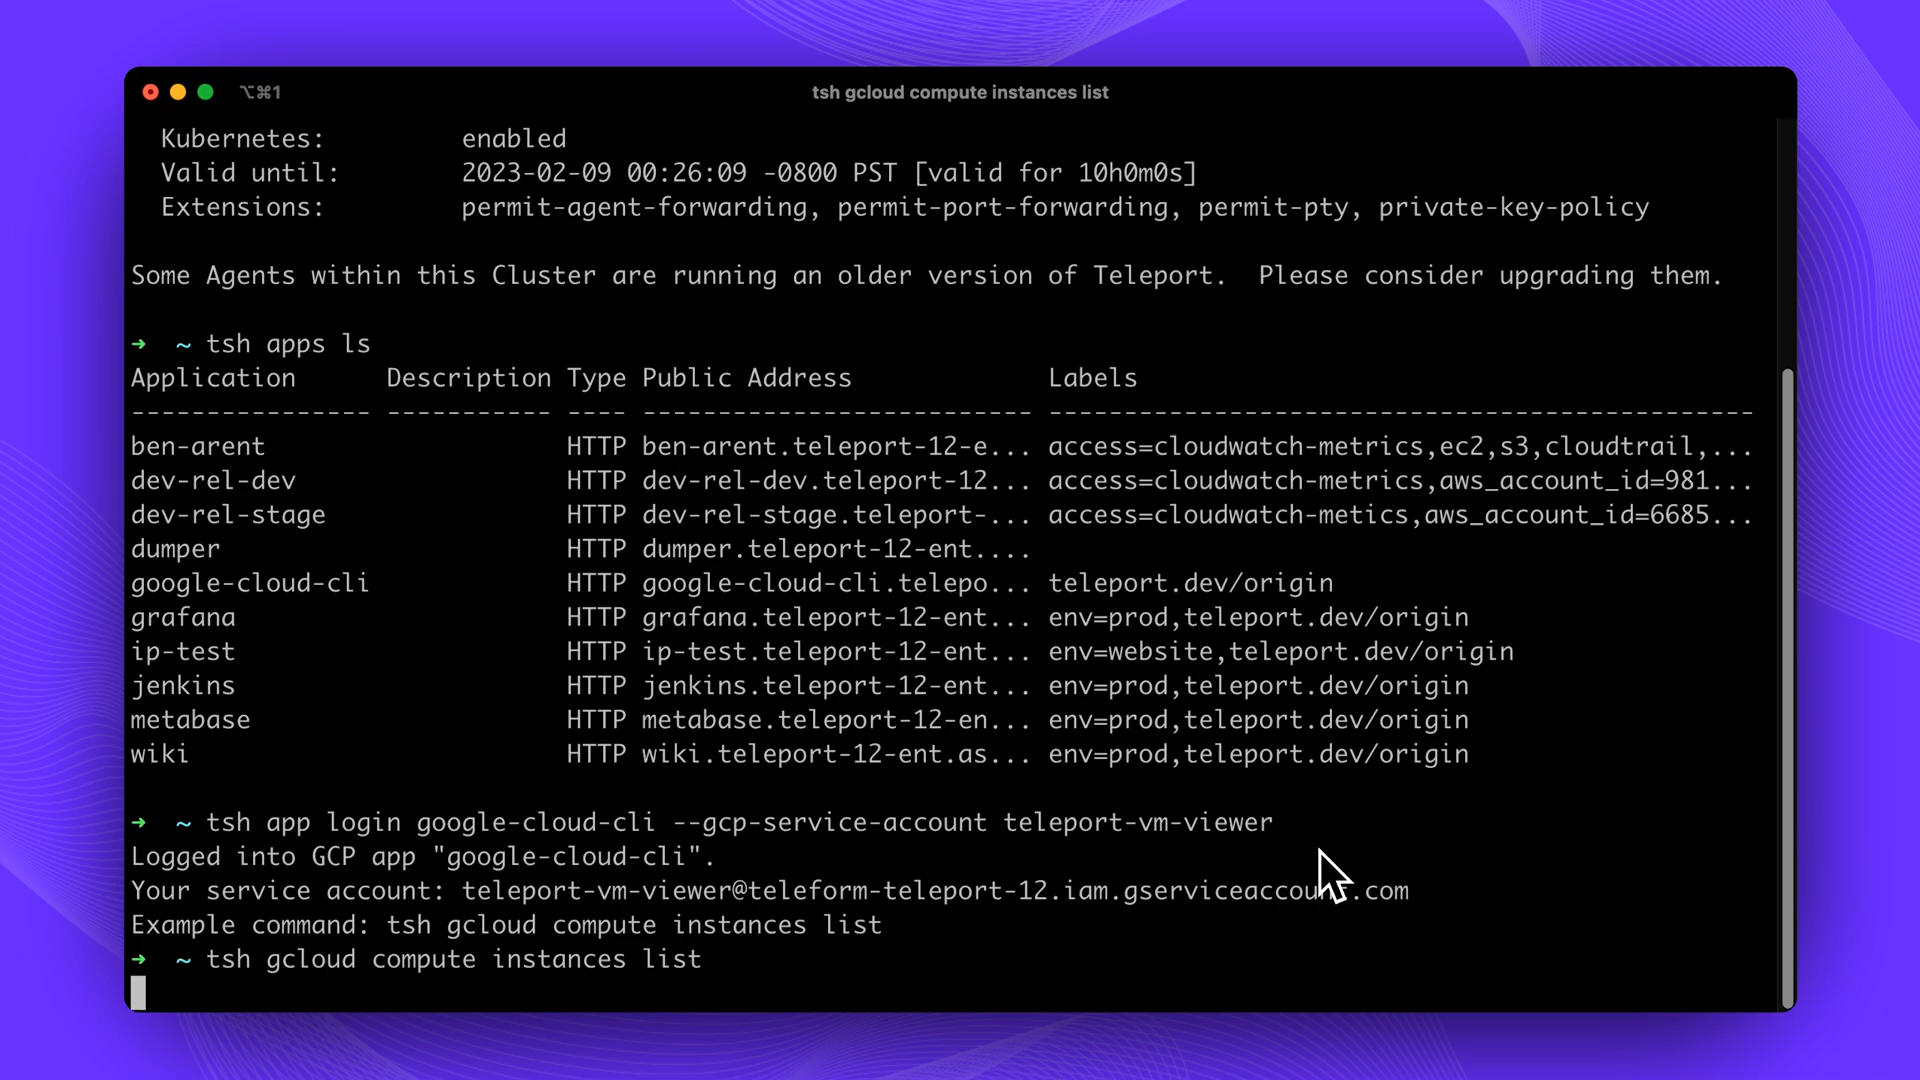 ⌥⌘1
tsh gcloud compute instances list
Kubernetes: enabled
Valid until: 2023-02-09 00:26:09 -0800 PST [valid for 10h0m0s]
Extensions: permit-agent-forwarding, permit-port-forwarding, permit-pty, private-key-policy
Some Agents within this Cluster are running an older version of Teleport.  Please consider upgrading them.
➜  ~ tsh apps ls
Application      Description Type Public Address             Labels
---------------- ----------- ---- -------------------------- -----------------------------------------------
ben-arent                    HTTP ben-arent.teleport-12-e... access=cloudwatch-metrics,ec2,s3,cloudtrail,...
dev-rel-dev                  HTTP dev-rel-dev.teleport-12... access=cloudwatch-metrics,aws_account_id=981...
dev-rel-stage                HTTP dev-rel-stage.teleport-... access=cloudwatch-metics,aws_account_id=6685...
dumper                       HTTP dumper.teleport-12-ent....
google-cloud-cli             HTTP google-cloud-cli.telepo... teleport.dev/origin
grafana                      HTTP grafana.teleport-12-ent... env=prod,teleport.dev/origin
ip-test                      HTTP ip-test.teleport-12-ent... env=website,teleport.dev/origin
jenkins                      HTTP jenkins.teleport-12-ent... env=prod,teleport.dev/origin
metabase                     HTTP metabase.teleport-12-en... env=prod,teleport.dev/origin
wiki                         HTTP wiki.teleport-12-ent.as... env=prod,teleport.dev/origin
➜  ~ tsh app login google-cloud-cli --gcp-service-account teleport-vm-viewer
Logged into GCP app "google-cloud-cli".
Your service account: teleport-vm-viewer@teleform-teleport-12.iam.gserviceaccount.com
Example command: tsh gcloud compute instances list
➜  ~ tsh gcloud compute instances list